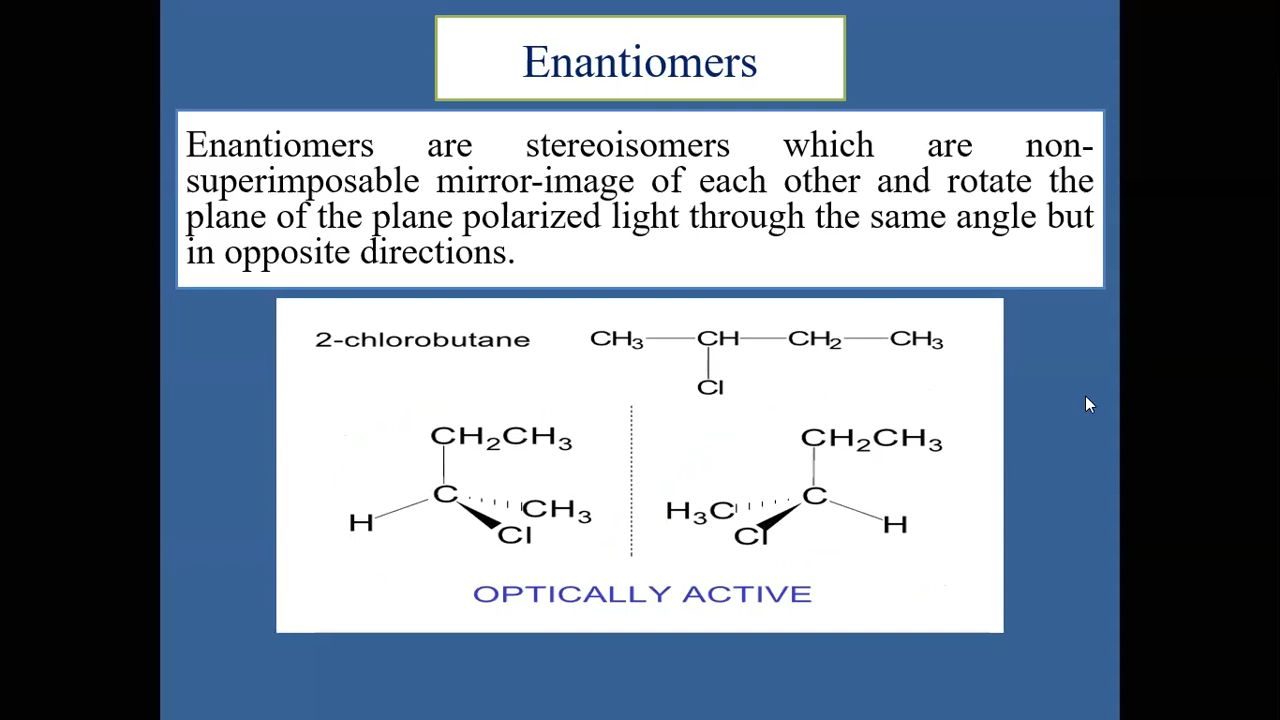 Enantiomers
Enantiomers are stereoisomers which are non-
superimposable mirror-image of each other and rotate the
plane of the plane polarized light through the same angle but
in opposite directions.
2-chlorobutane CH₃ CH CH₂ CH₃
Cl
CH₂CH₃ CH₂CH₃
C C
CH₃ H₃C
H H
Cl Cl
OPTICALLY ACTIVE